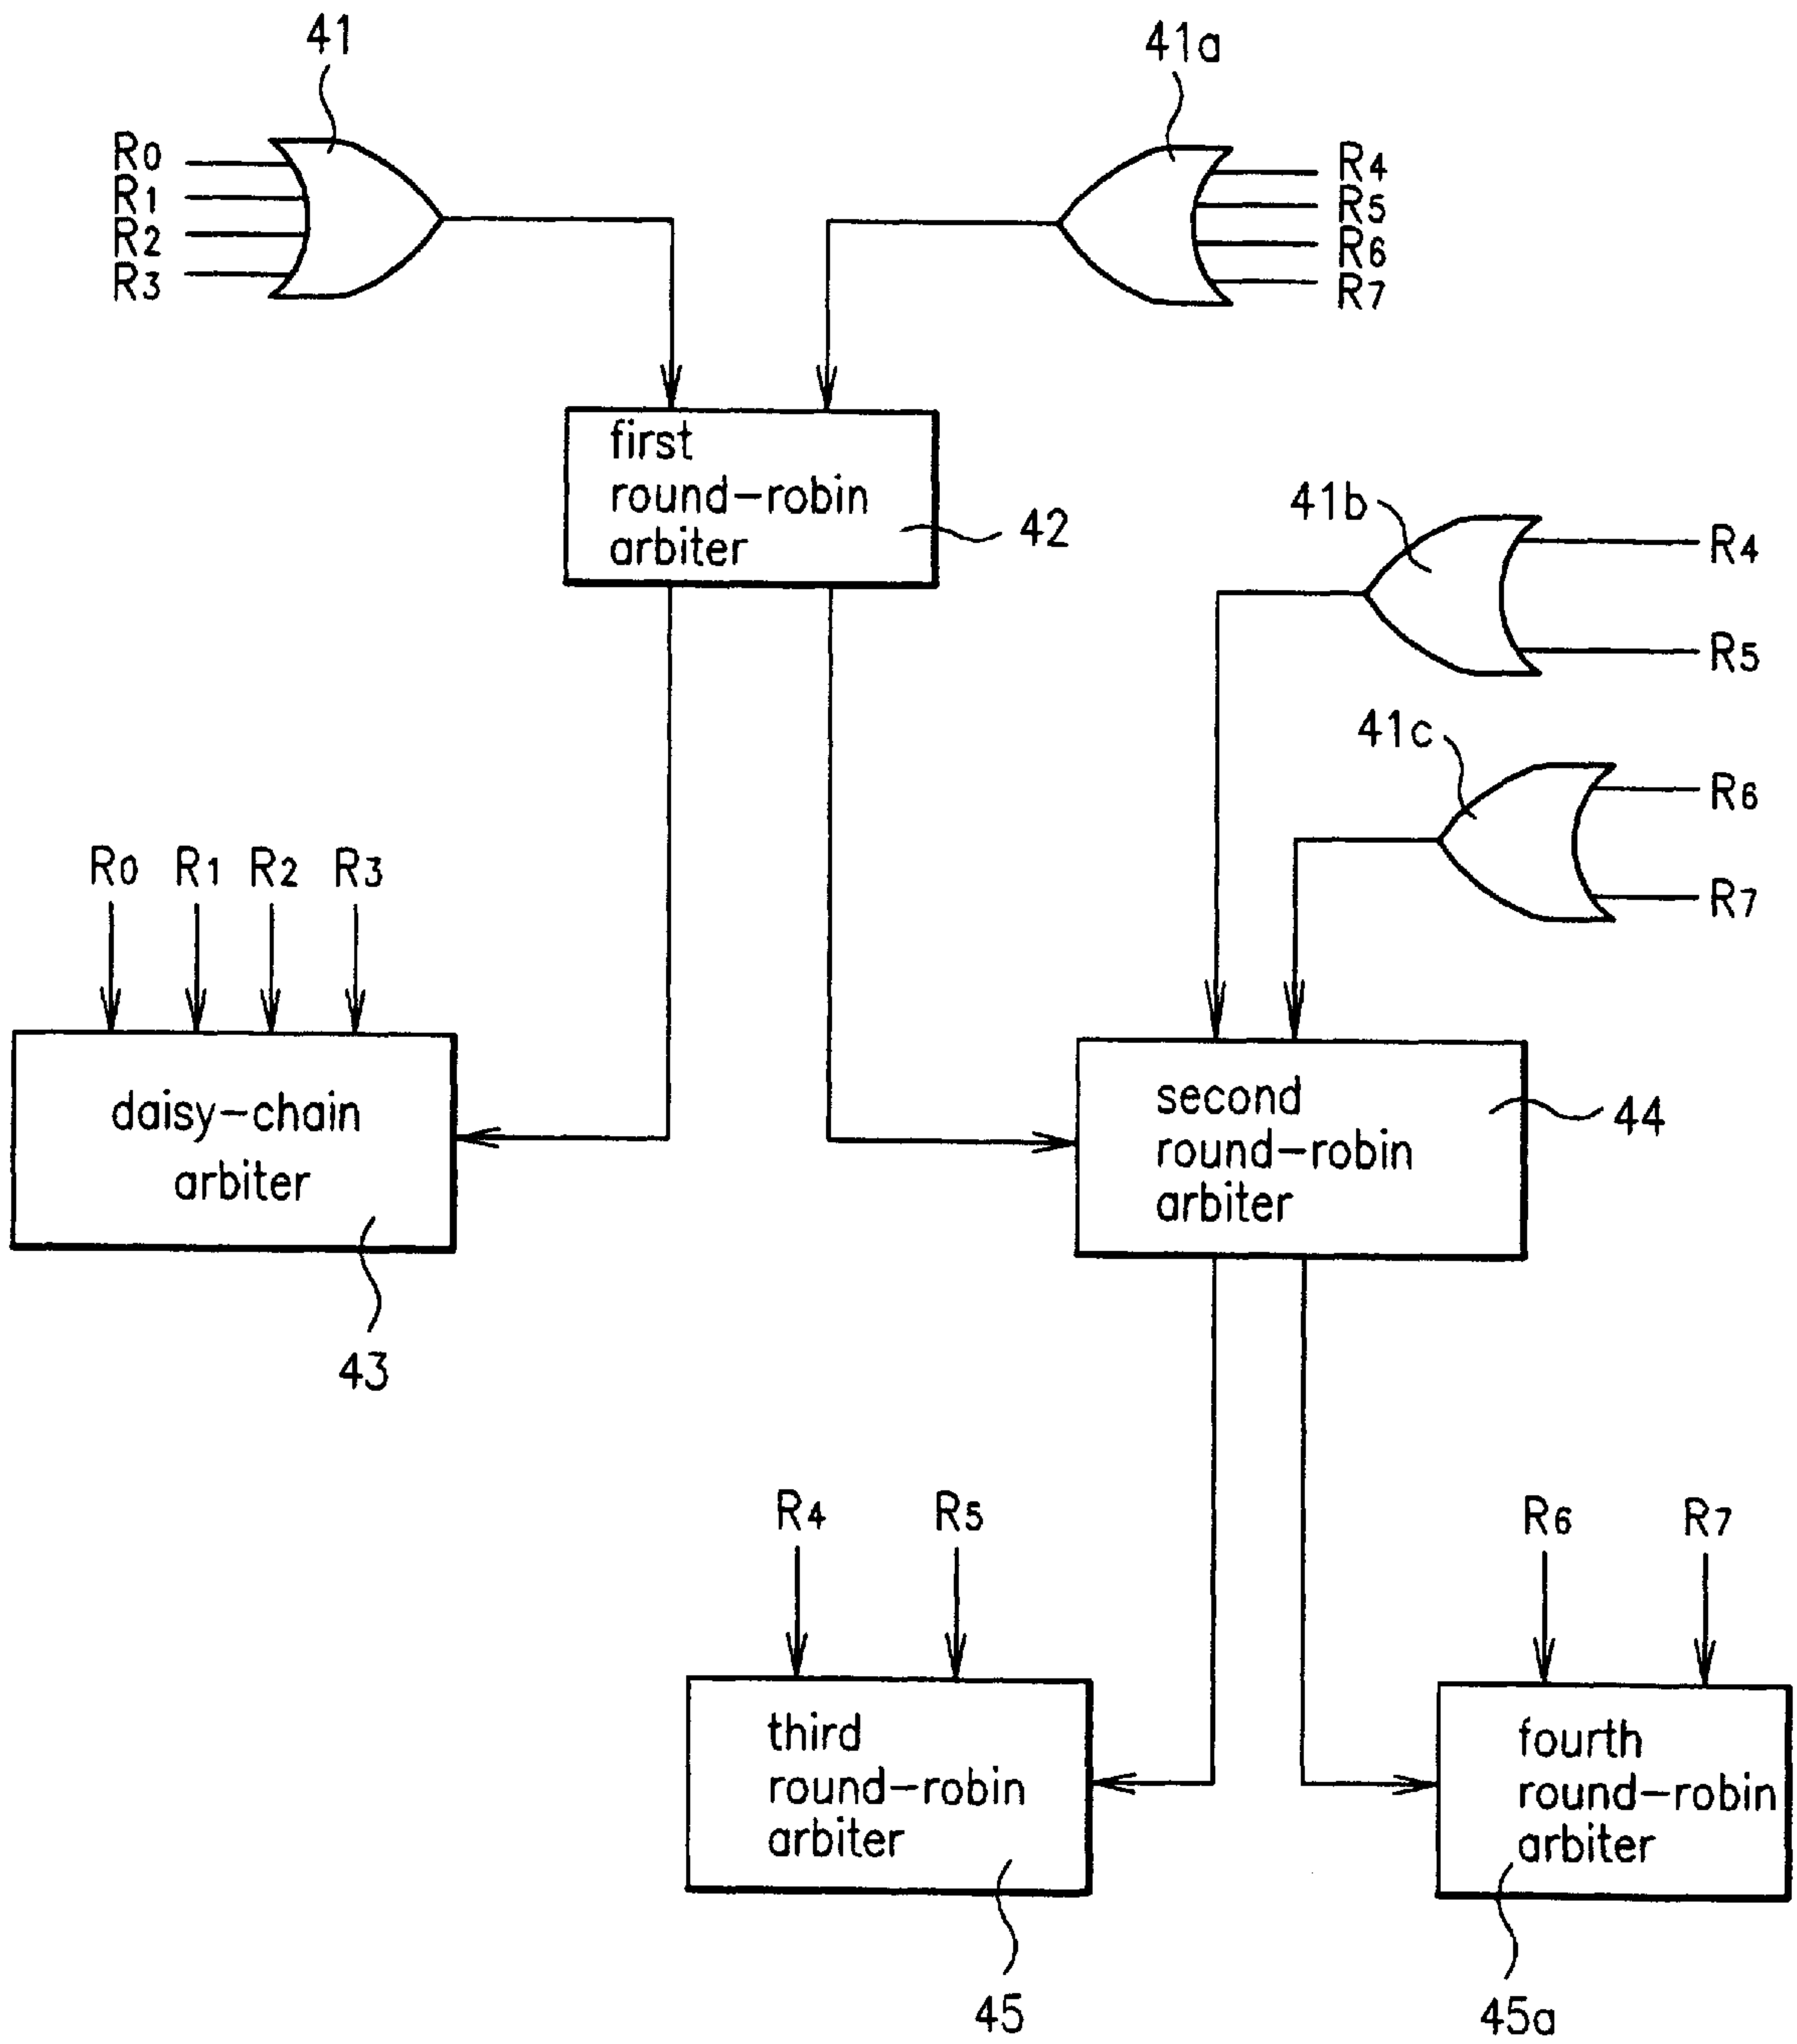 41
41a
R0
R1
R2
R3
R4
R5
R6
R7
first
round-robin
arbiter
42
41b
R4
R5
41c
R6
R7
R0 R1 R2 R3
daisy-chain
arbiter
43
second
round-robin
arbiter
44
R4 R5
R6 R7
third
round-robin
arbiter
45
fourth
round-robin
arbiter
45a